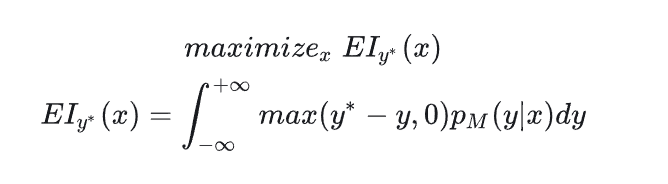 maximize_x EI_{y*}(x)
EI_{y*}(x) = ∫_{-∞}^{+∞} max(y* − y, 0)p_M(y|x)dy